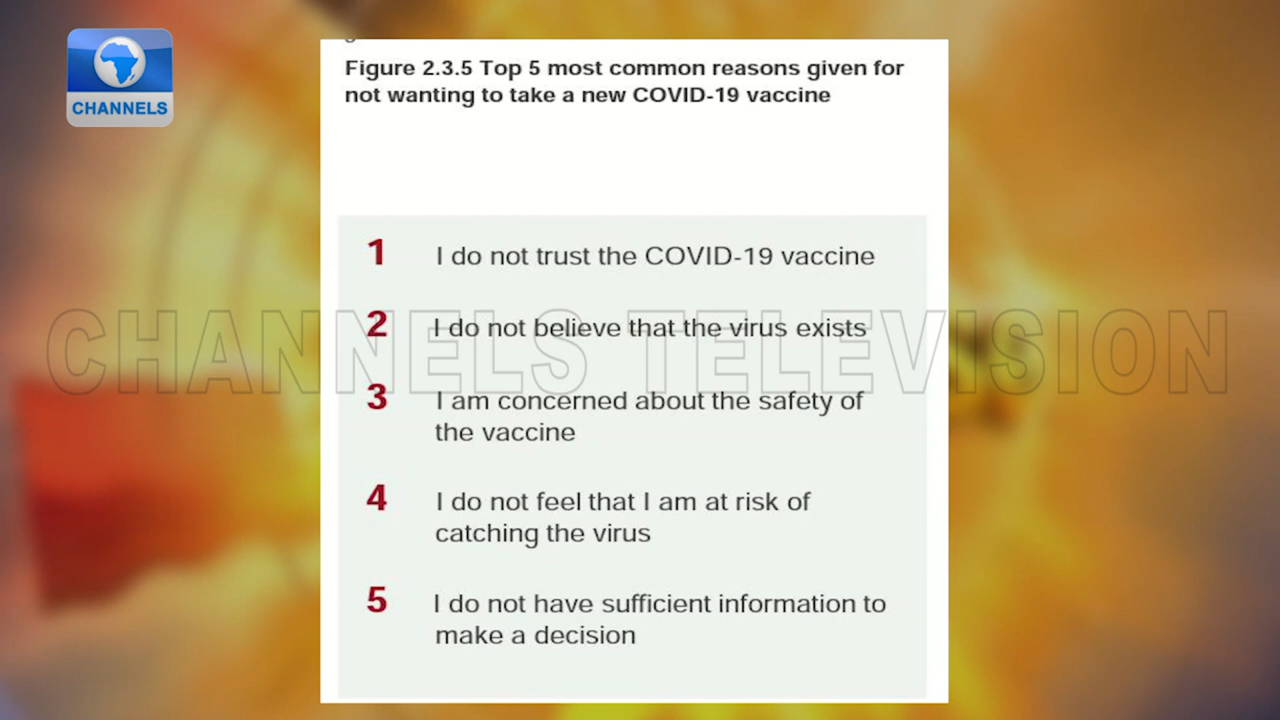 CHANNELS
Figure 2.3.5 Top 5 most common reasons given for
not wanting to take a new COVID-19 vaccine
1 I do not trust the COVID-19 vaccine
2 I do not believe that the virus exists
CHANNELS TELEVISION
3 I am concerned about the safety of
the vaccine
4 I do not feel that I am at risk of
catching the virus
5 I do not have sufficient information to
make a decision